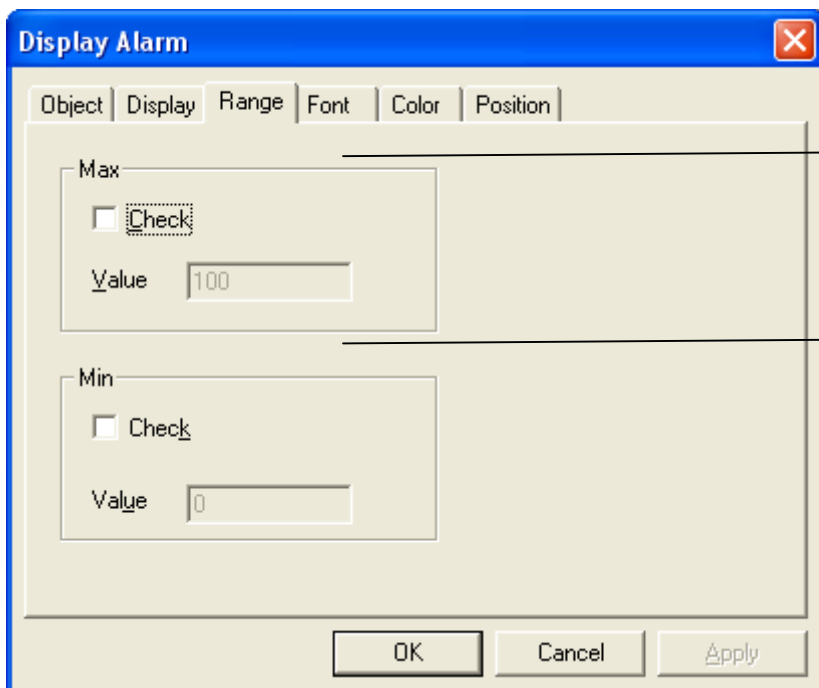 Display Alarm
Object Display Range Font Color Position
Max
Check
Value 100
Min
Check
Value 0
OK Cancel Apply